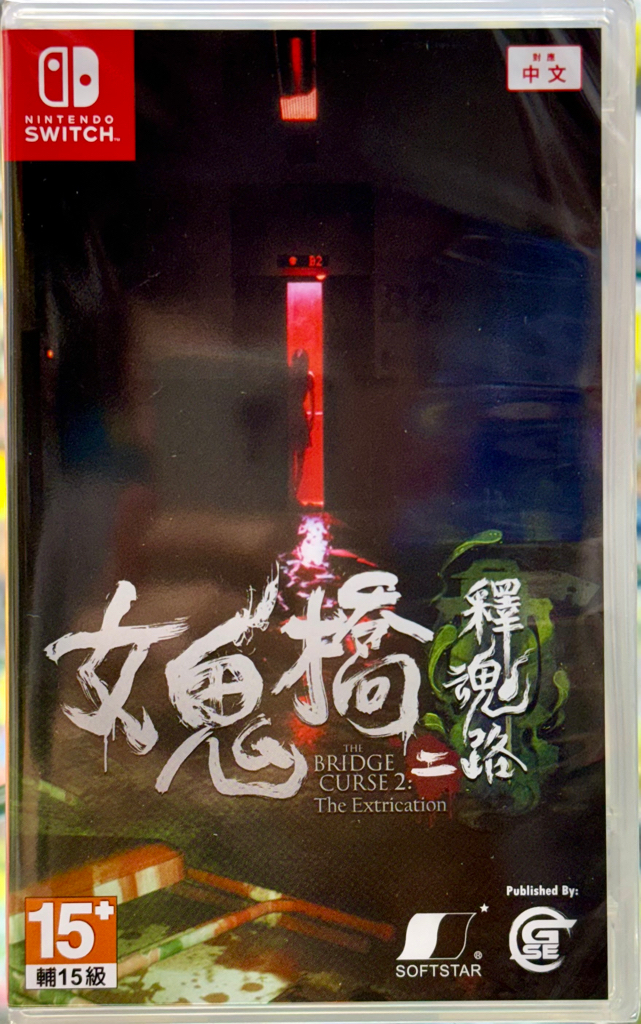 NINTENDO
SWITCH™
對應
中文
B2
女鬼橋
二
釋魂路
THE
BRIDGE
CURSE 2:
The Extrication
15+
輔15級
SOFTSTAR®
Published By:
GSE